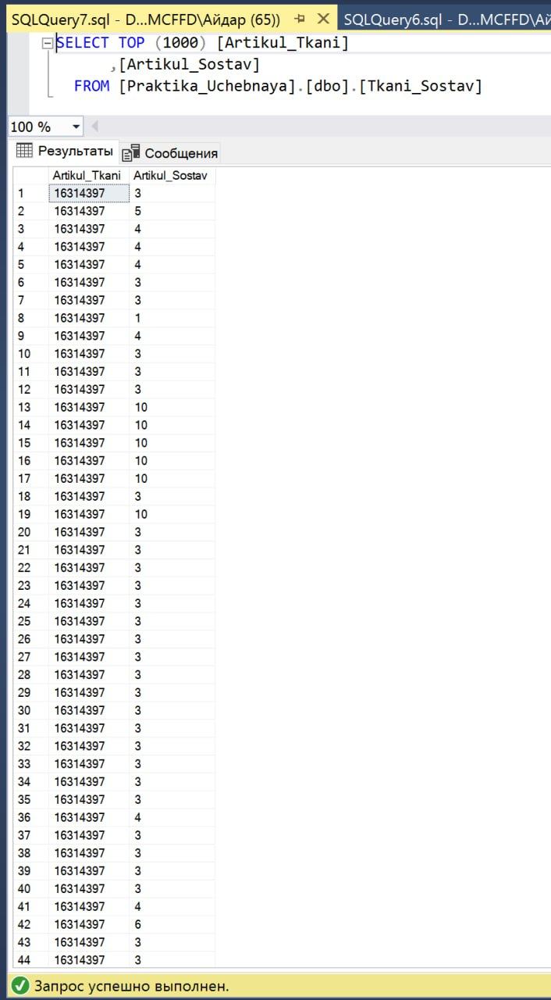 SQLQuery7.sql - D...MCFFD\Айдар (65)) SQLQuery6.sql - D...MCFFD\Ай
SELECT TOP (1000) [Artikul_Tkani]
,[Artikul_Sostav]
FROM [Praktika_Uchebnaya].[dbo].[Tkani_Sostav]
100 %
Результаты Сообщения
Artikul_Tkani Artikul_Sostav
1 16314397 3
2 16314397 5
3 16314397 4
4 16314397 4
5 16314397 4
6 16314397 3
7 16314397 3
8 16314397 1
9 16314397 4
10 16314397 3
11 16314397 3
12 16314397 3
13 16314397 10
14 16314397 10
15 16314397 10
16 16314397 10
17 16314397 10
18 16314397 3
19 16314397 10
20 16314397 3
21 16314397 3
22 16314397 3
23 16314397 3
24 16314397 3
25 16314397 3
26 16314397 3
27 16314397 3
28 16314397 3
29 16314397 3
30 16314397 3
31 16314397 3
32 16314397 3
33 16314397 3
34 16314397 3
35 16314397 3
36 16314397 4
37 16314397 3
38 16314397 3
39 16314397 3
40 16314397 3
41 16314397 4
42 16314397 6
43 16314397 3
44 16314397 3
Запрос успешно выполнен.